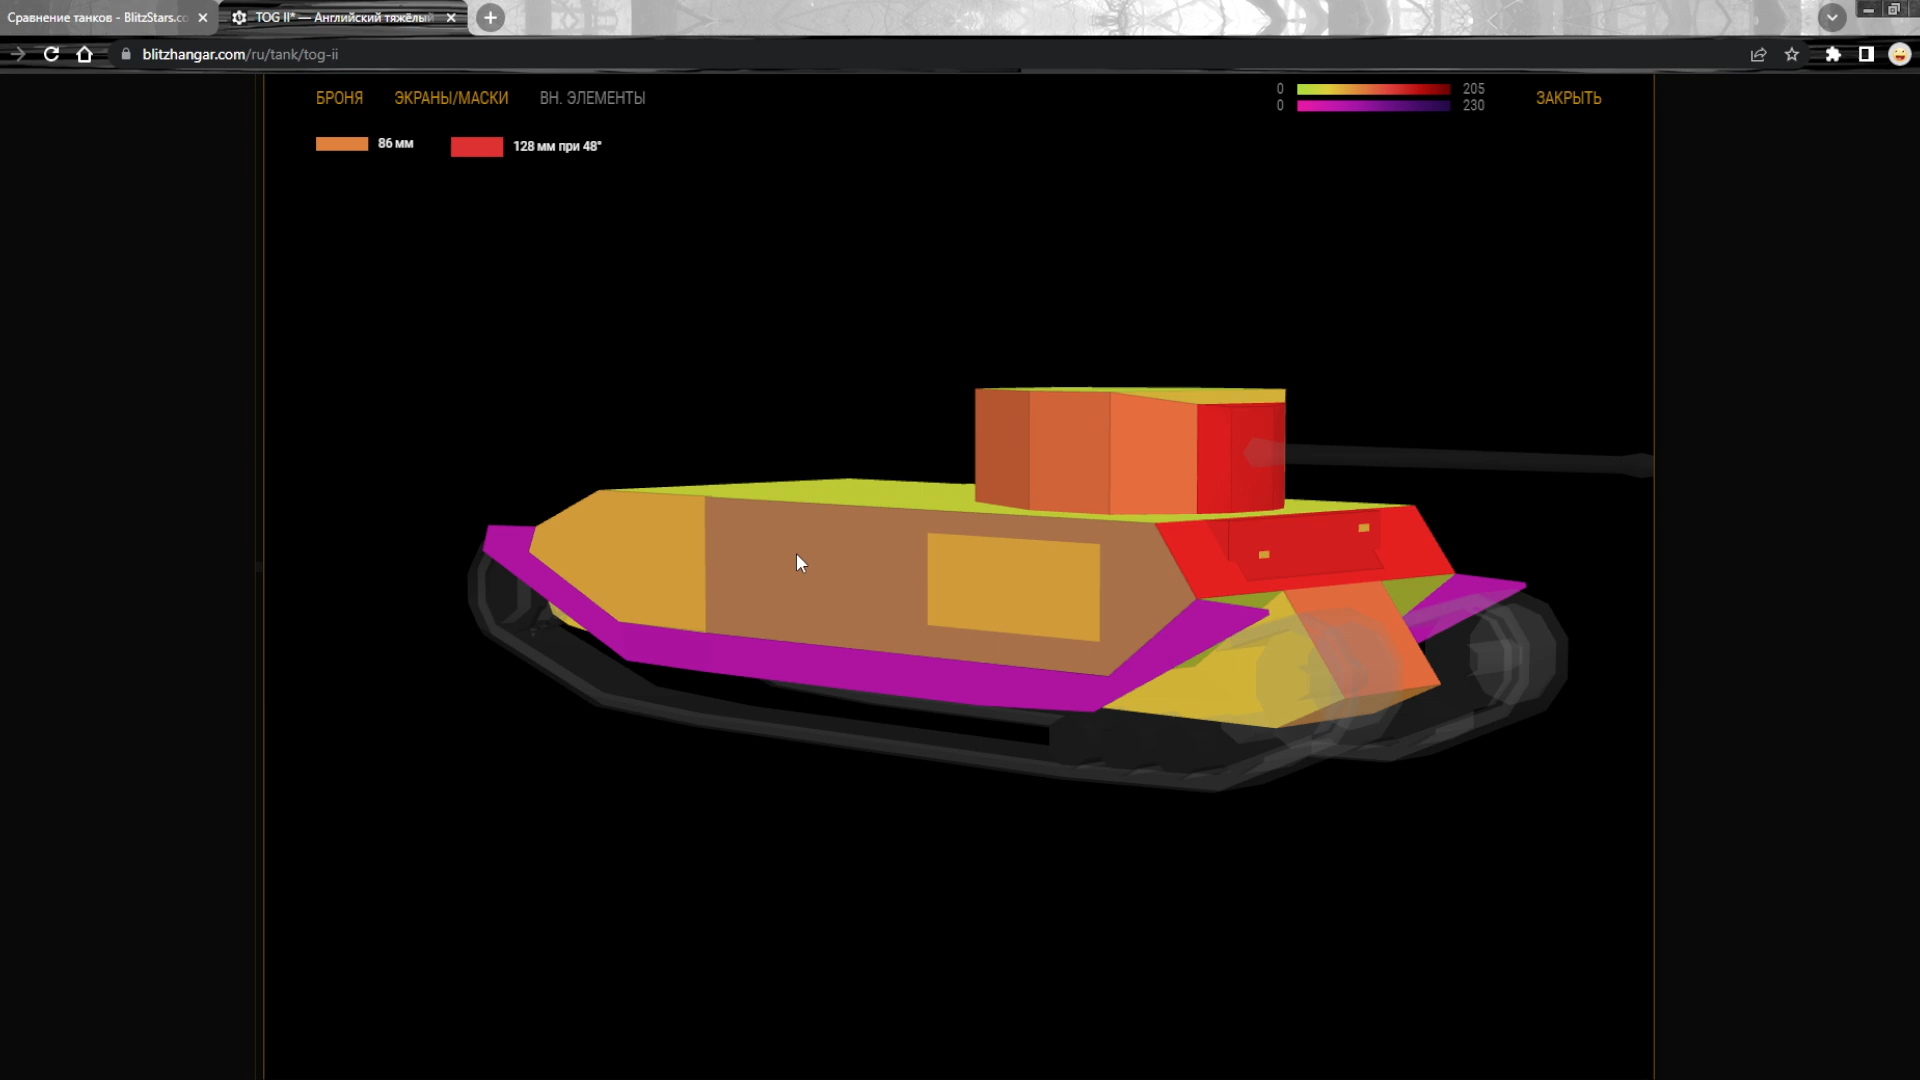 Сравнение танков - BlitzStars.co
TOG II* — Английский тяжёлый
blitzhangar.com/ru/tank/tog-ii
БРОНЯ ЭКРАНЫ/МАСКИ ВН. ЭЛЕМЕНТЫ
0 205
0 230
ЗАКРЫТЬ
86 мм
128 мм при 48°